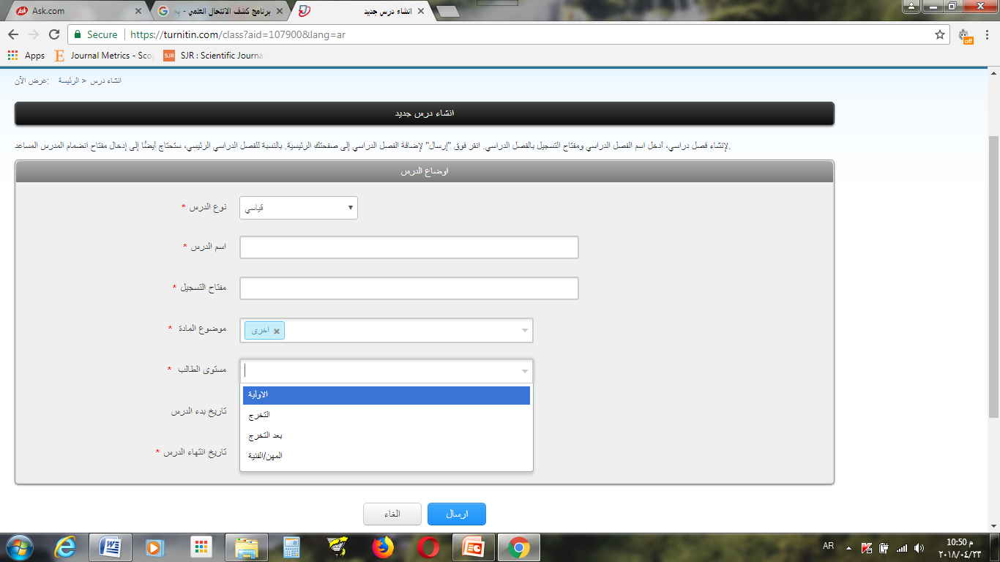 Ask.com
برنامج كشف الانتحال العلمي - بح
انشاء درس جديد
Secure
https://turnitin.com/class?aid=107900&lang=ar
off
Apps
E
Journal Metrics - Sco
SJR
SJR : Scientific Journa
عرض الآن: الرئيسة > انشاء درس
انشاء درس جديد
لإنشاء فصل دراسي، أدخل اسم الفصل الدراسي ومفتاح التسجيل بالفصل الدراسي. انقر فوق "إرسال" لإضافة الفصل الدراسي إلى صفحتك الرئيسية. بالنسبة للفصل الدراسي الرئيسي، ستحتاج أيضًا إلى إدخال مفتاح انضمام المدرس المساعد.
اوضاع الدرس
نوع الدرس *
قياسي
اسم الدرس *
مفتاح التسجيل *
موضوع المادة *
اخرى
مستوى الطالب *
الاولية
التخرج
بعد التخرج
المهن/الفنية
تاريخ بدء الدرس
تاريخ انتهاء الدرس *
الغاء
ارسال
AR
10:50 م
٢٠١٨/٠٤/٢٣